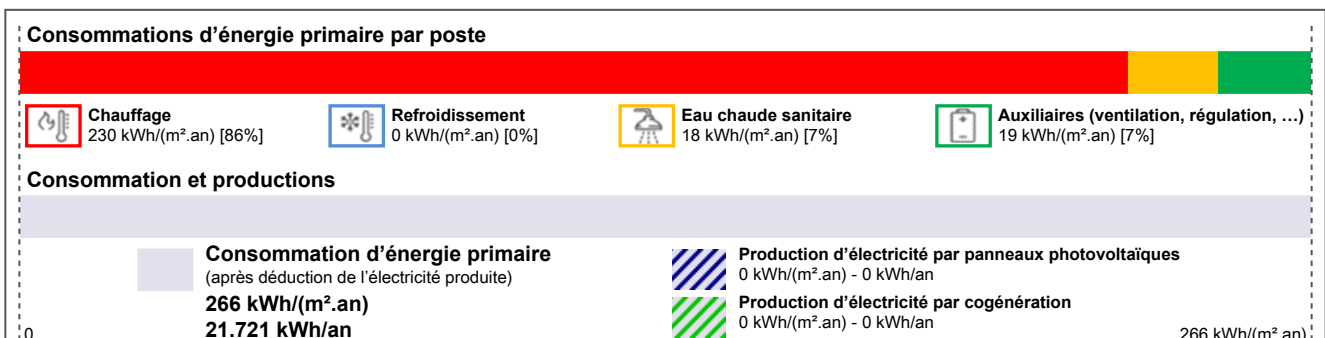 Consommations d’énergie primaire par poste
Chauffage
230 kWh/(m².an) [86%]
Refroidissement
0 kWh/(m².an) [0%]
Eau chaude sanitaire
18 kWh/(m².an) [7%]
Auxiliaires (ventilation, régulation, …)
19 kWh/(m².an) [7%]
Consommation et productions
Consommation d’énergie primaire
(après déduction de l’électricité produite)
266 kWh/(m².an)
21.721 kWh/an
Production d’électricité par panneaux photovoltaïques
0 kWh/(m².an) - 0 kWh/an
Production d’électricité par cogénération
0 kWh/(m².an) - 0 kWh/an
0
266 kWh/(m².an)